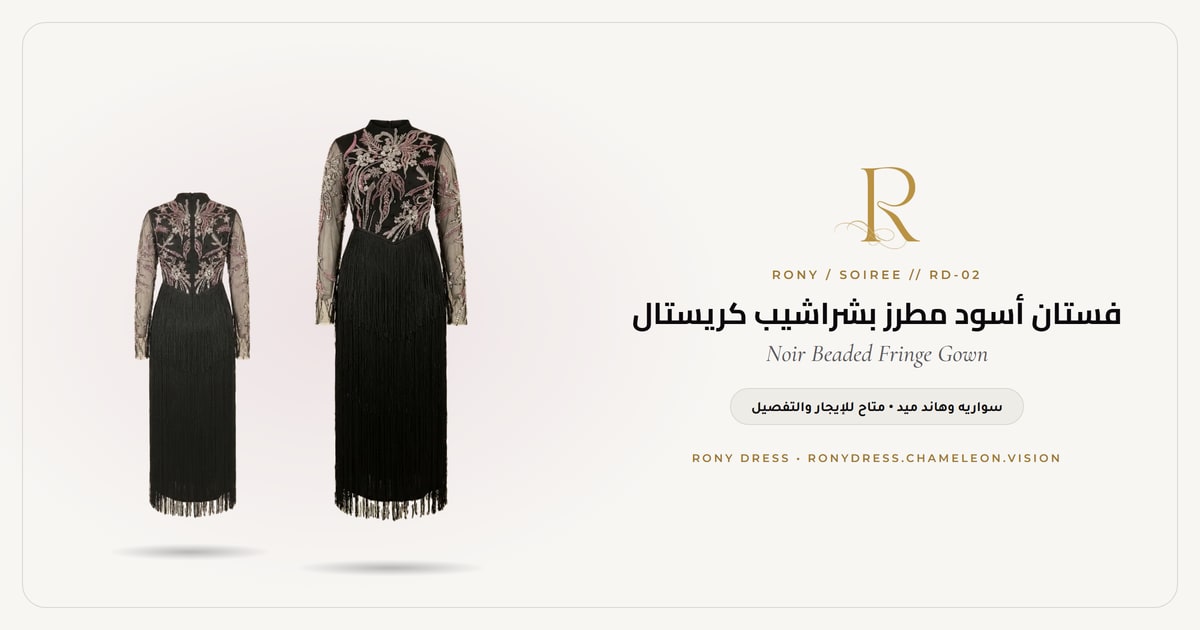 R
RONY / SOIREE // RD-02
فستان أسود مطرز بشراشيب كريستال
Noir Beaded Fringe Gown
سواريه وهاند ميد • متاح للإيجار والتفصيل
RONY DRESS • RONYDRESS.CHAMELEON.VISION